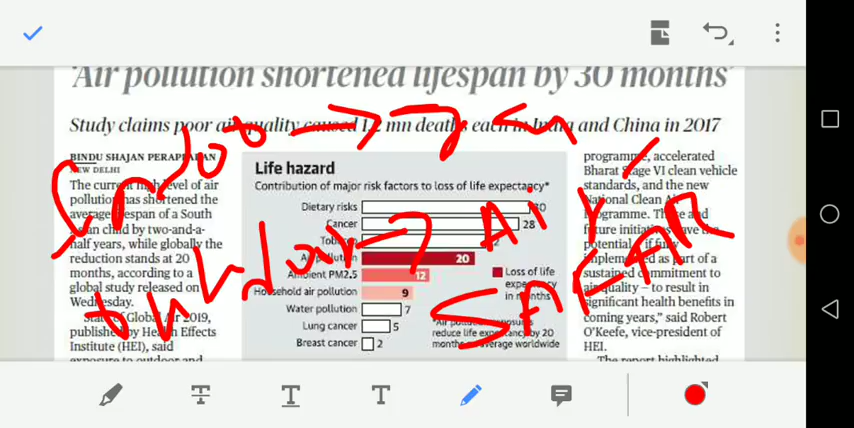 'Air pollution shortened lifespan by 30 months'
Study claims poor air quality caused 1.2 mn deaths each in India and China in 2017
BINDU SHAJAN PERAPPADAN
NEW DELHI
The current high level of air
pollution has shortened the
average lifespan of a South
Asian child by two-and-a-
half years, while globally the
reduction stands at 20
months, according to a
global study released on
Wednesday.
State of Global Air 2019,
published by Health Effects
Institute (HEI), said
exposure to outdoor and
Life hazard
Contribution of major risk factors to loss of life expectancy*
Dietary risks 30
Cancer 28
Tobacco
Air pollution 20
Ambient PM2.5 12
Household air pollution 9
Water pollution 7
Lung cancer 5
Breast cancer 2
Loss of life
expectancy
in months
*Air pollution exposures
reduce life expectancy by 20
months on average worldwide
programme, accelerated
Bharat Stage VI clean vehicle
standards, and the new
National Clean Air
Programme. These and
future initiatives have the
potential, if fully
implemented as part of a
sustained commitment to
air quality — to result in
significant health benefits in
coming years," said Robert
O'Keefe, vice-president of
HEI.
The report highlighted
Air